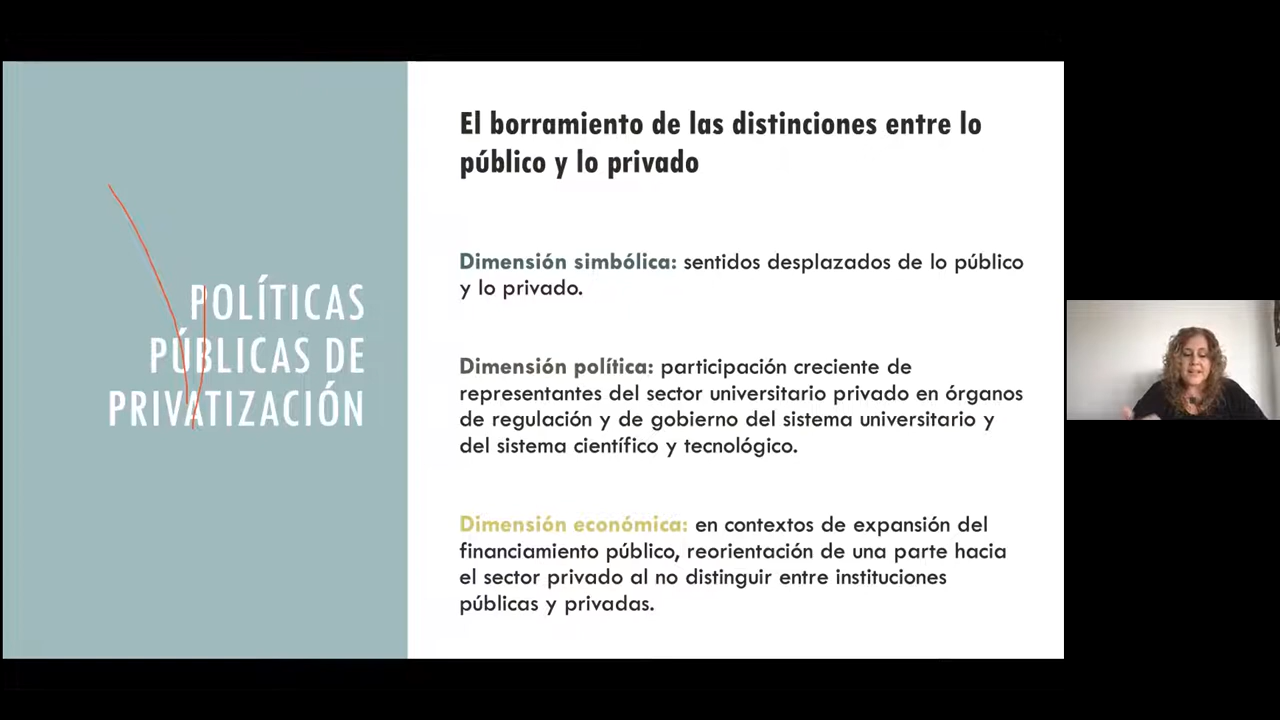 POLÍTICAS
PÚBLICAS DE
PRIVATIZACIÓN
El borramiento de las distinciones entre lo
público y lo privado
Dimensión simbólica: sentidos desplazados de lo público
y lo privado.
Dimensión política: participación creciente de
representantes del sector universitario privado en órganos
de regulación y de gobierno del sistema universitario y
del sistema científico y tecnológico.
Dimensión económica: en contextos de expansión del
financiamiento público, reorientación de una parte hacia
el sector privado al no distinguir entre instituciones
públicas y privadas.